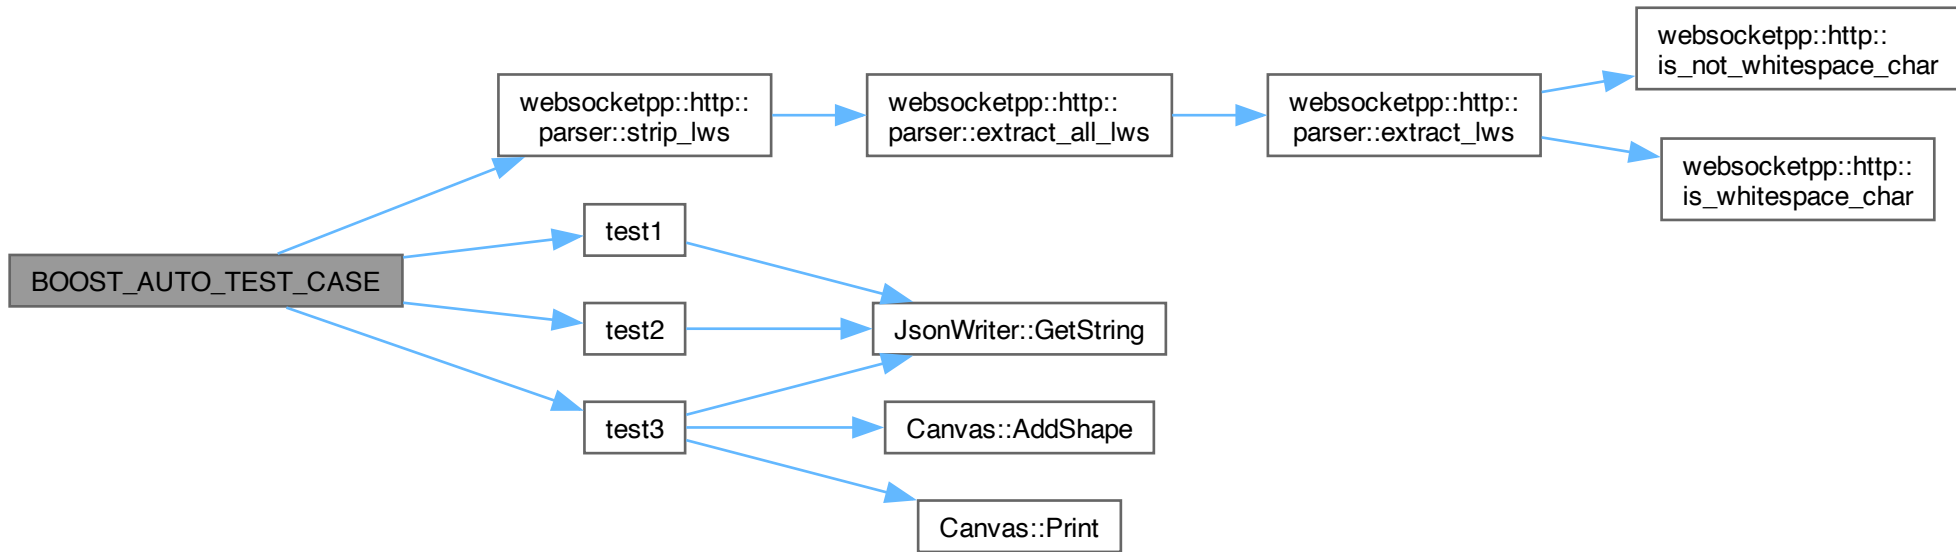 BOOST_AUTO_TEST_CASE
websocketpp::http::
parser::strip_lws
websocketpp::http::
parser::extract_all_lws
websocketpp::http::
parser::extract_lws
websocketpp::http::
is_not_whitespace_char
websocketpp::http::
is_whitespace_char
test1
test2
JsonWriter::GetString
test3
Canvas::AddShape
Canvas::Print